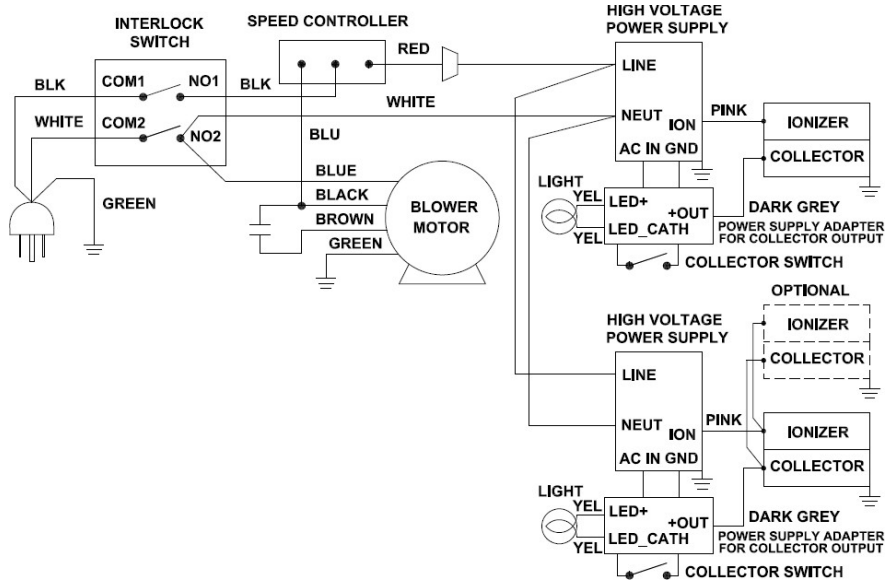 INTERLOCK
SWITCH
SPEED CONTROLLER
HIGH VOLTAGE
POWER SUPPLY
BLK
COM1
NO1
BLK
RED
LINE
WHITE
COM2
NO2
WHITE
NEUT
ION
PINK
IONIZER
AC IN GND
COLLECTOR
BLU
GREEN
BLUE
BLACK
BROWN
GREEN
BLOWER
MOTOR
LIGHT
YEL
YEL
LED+
+OUT
LED_CATH
DARK GREY
POWER SUPPLY ADAPTER
FOR COLLECTOR OUTPUT
COLLECTOR SWITCH
OPTIONAL
IONIZER
COLLECTOR
HIGH VOLTAGE
POWER SUPPLY
LINE
NEUT
ION
PINK
IONIZER
AC IN GND
COLLECTOR
LIGHT
YEL
YEL
LED+
+OUT
LED_CATH
DARK GREY
POWER SUPPLY ADAPTER
FOR COLLECTOR OUTPUT
COLLECTOR SWITCH